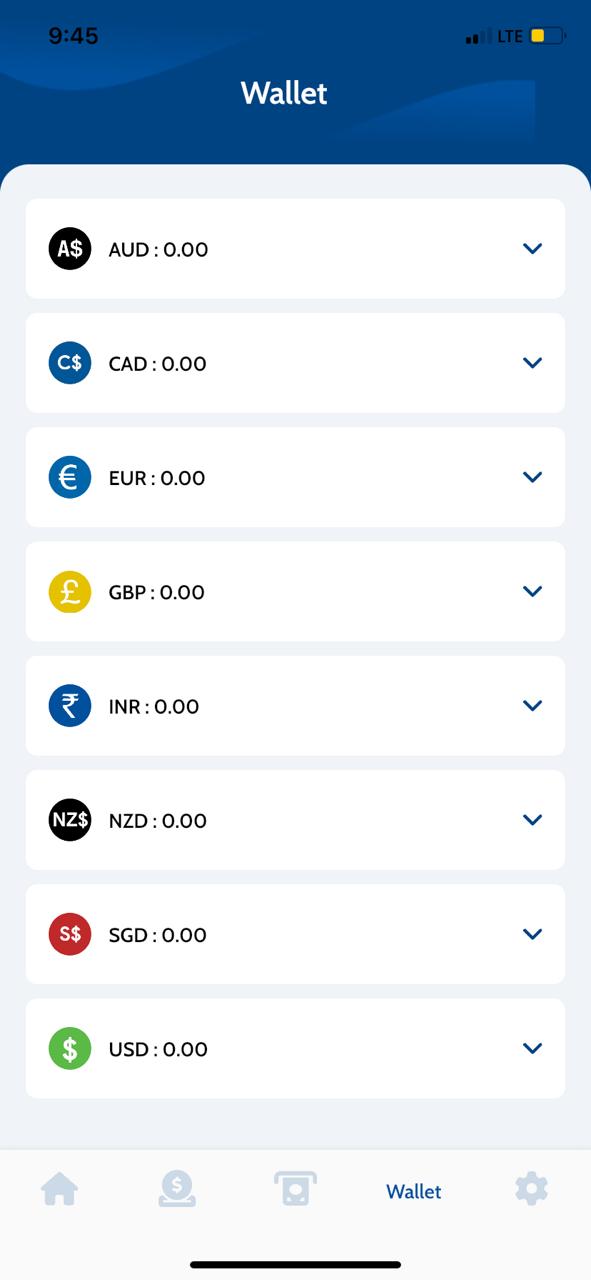 9:45
LTE
Wallet
A$ AUD : 0.00
C$ CAD : 0.00
€ EUR : 0.00
£ GBP : 0.00
₹ INR : 0.00
NZ$ NZD : 0.00
S$ SGD : 0.00
$ USD : 0.00
$
Wallet